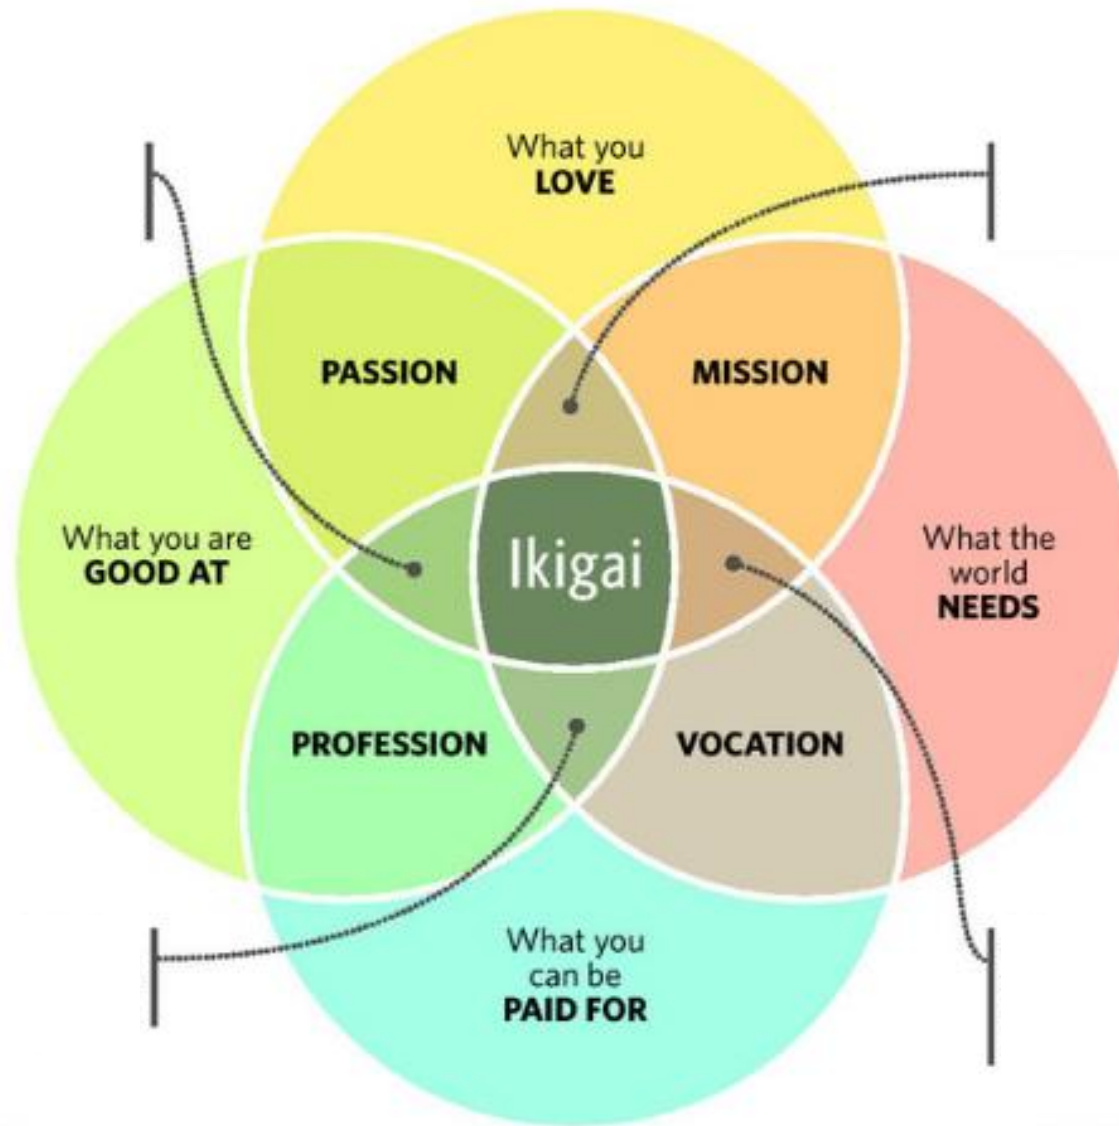 What you
LOVE
PASSION
MISSION
What you are
GOOD AT
Ikigai
What the
world
NEEDS
PROFESSION
VOCATION
What you
can be
PAID FOR